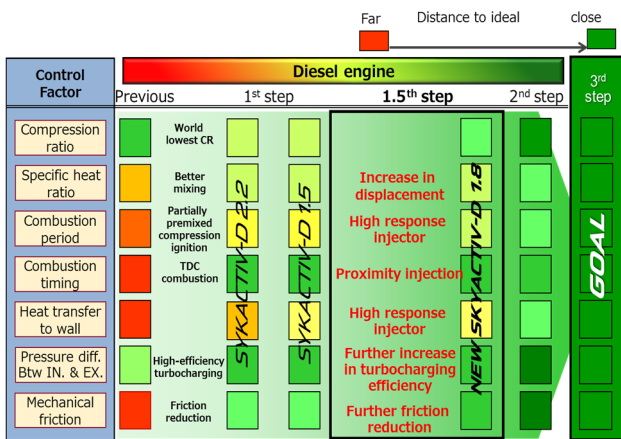 Far
Distance to ideal
close
Control
Factor
Diesel engine
3rd
step
Previous
1st step
1.5th step
2nd step
Compression
ratio
World
lowest CR
Specific heat
ratio
Better
mixing
Increase in
displacement
Combustion
period
Partially
premixed
compression
ignition
High response
injector
Combustion
timing
TDC
combustion
Proximity injection
Heat transfer
to wall
High response
injector
Pressure diff.
Btw IN. & EX.
High-efficiency
turbocharging
Further increase
in turbocharging
efficiency
Mechanical
friction
Friction
reduction
Further friction
reduction
SYKACTIV-D 2.2
SYKACTIV-D 1.5
NEW SKYACTIV-D 1.8
GOAL